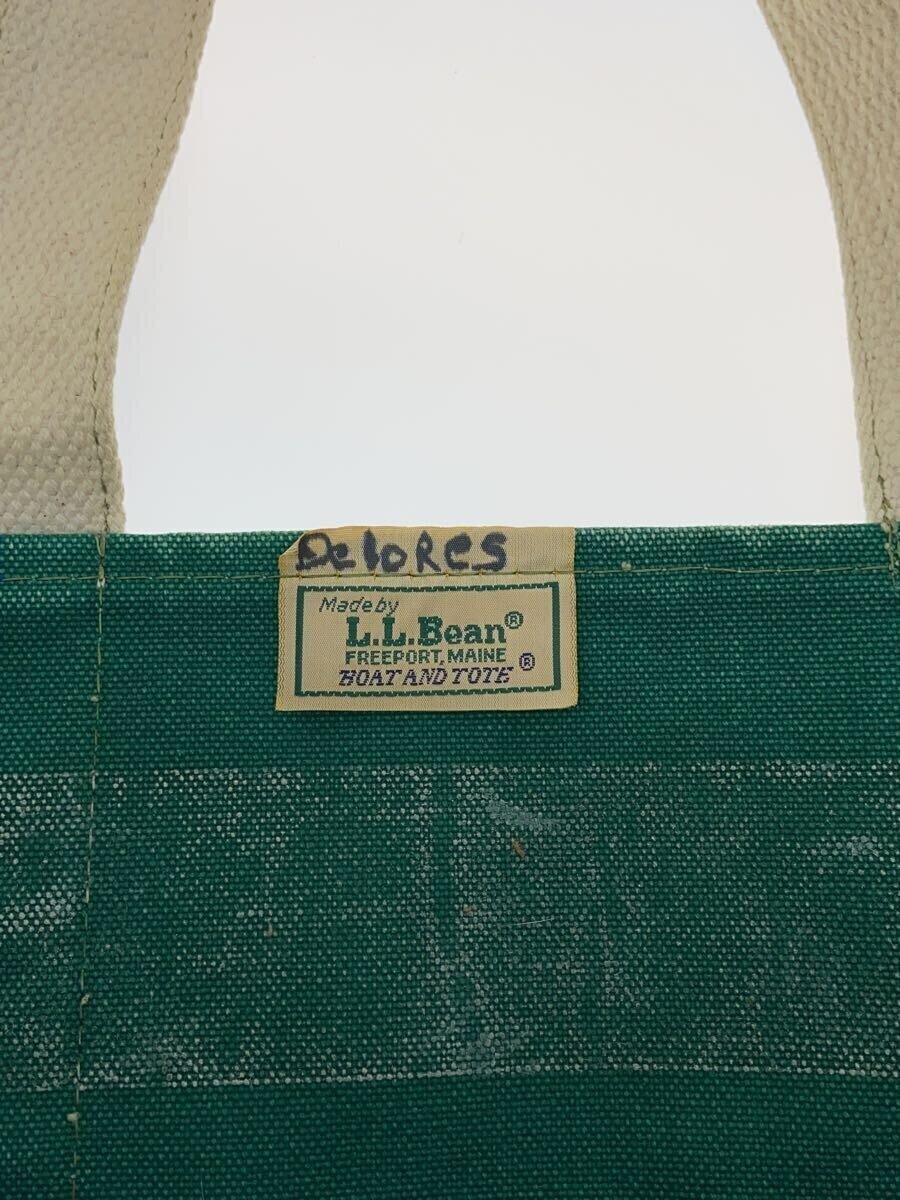 DeloRes
Made by
L.L.Bean®
FREEPORT, MAINE
BOAT AND TOTE ®